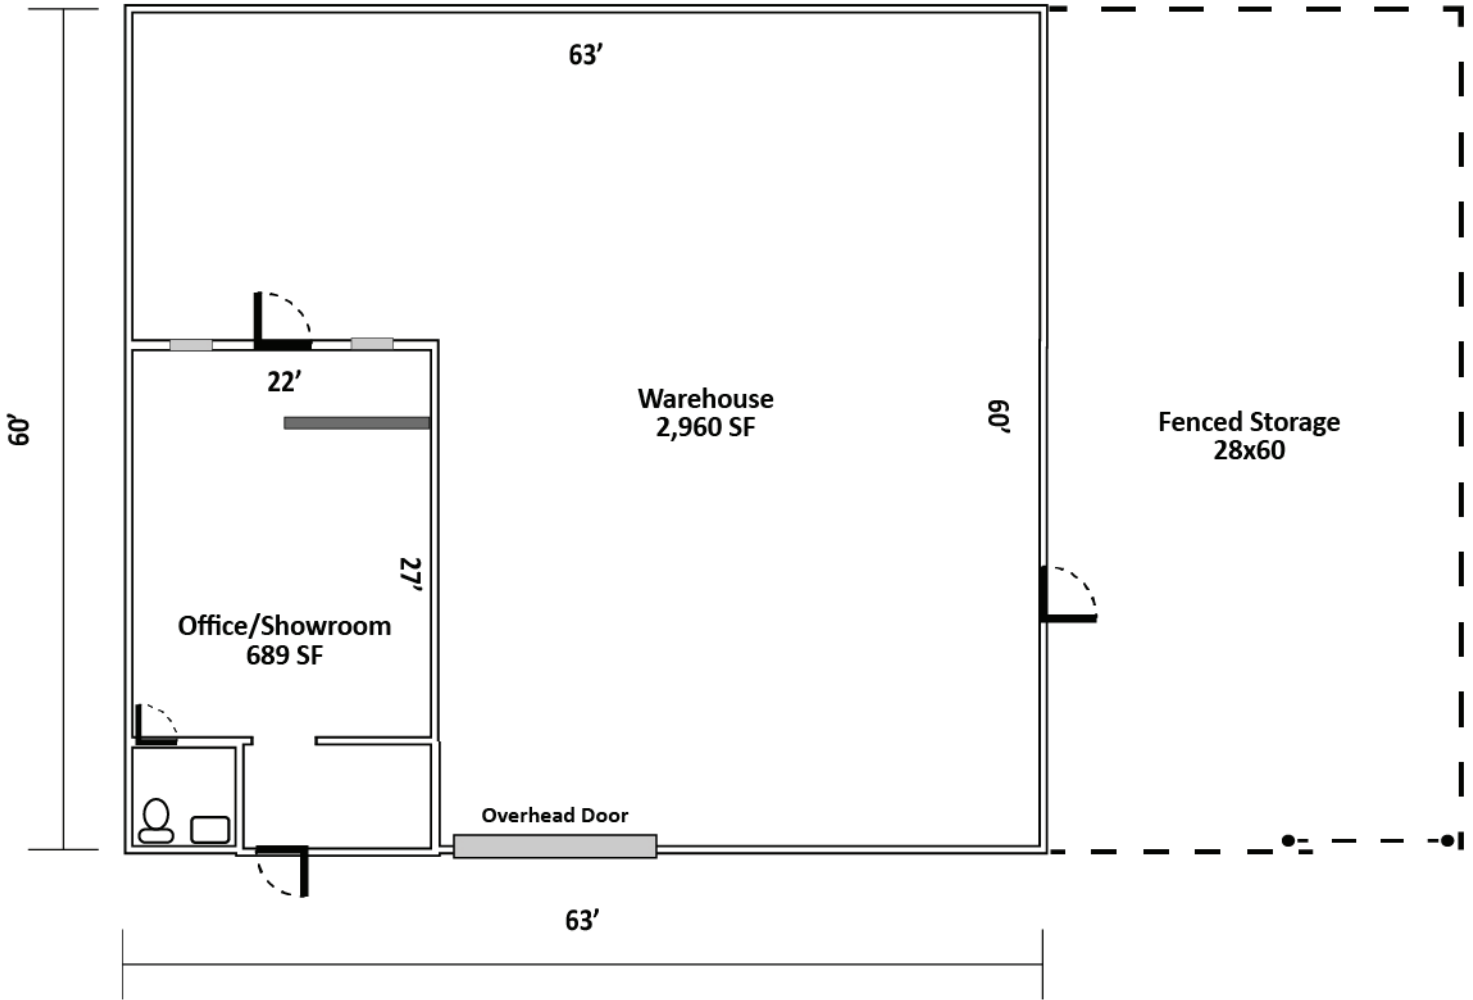 63’
60’
22’
Warehouse
2,960 SF
60’
Fenced Storage
28x60
27’
Office/Showroom
689 SF
Overhead Door
63’